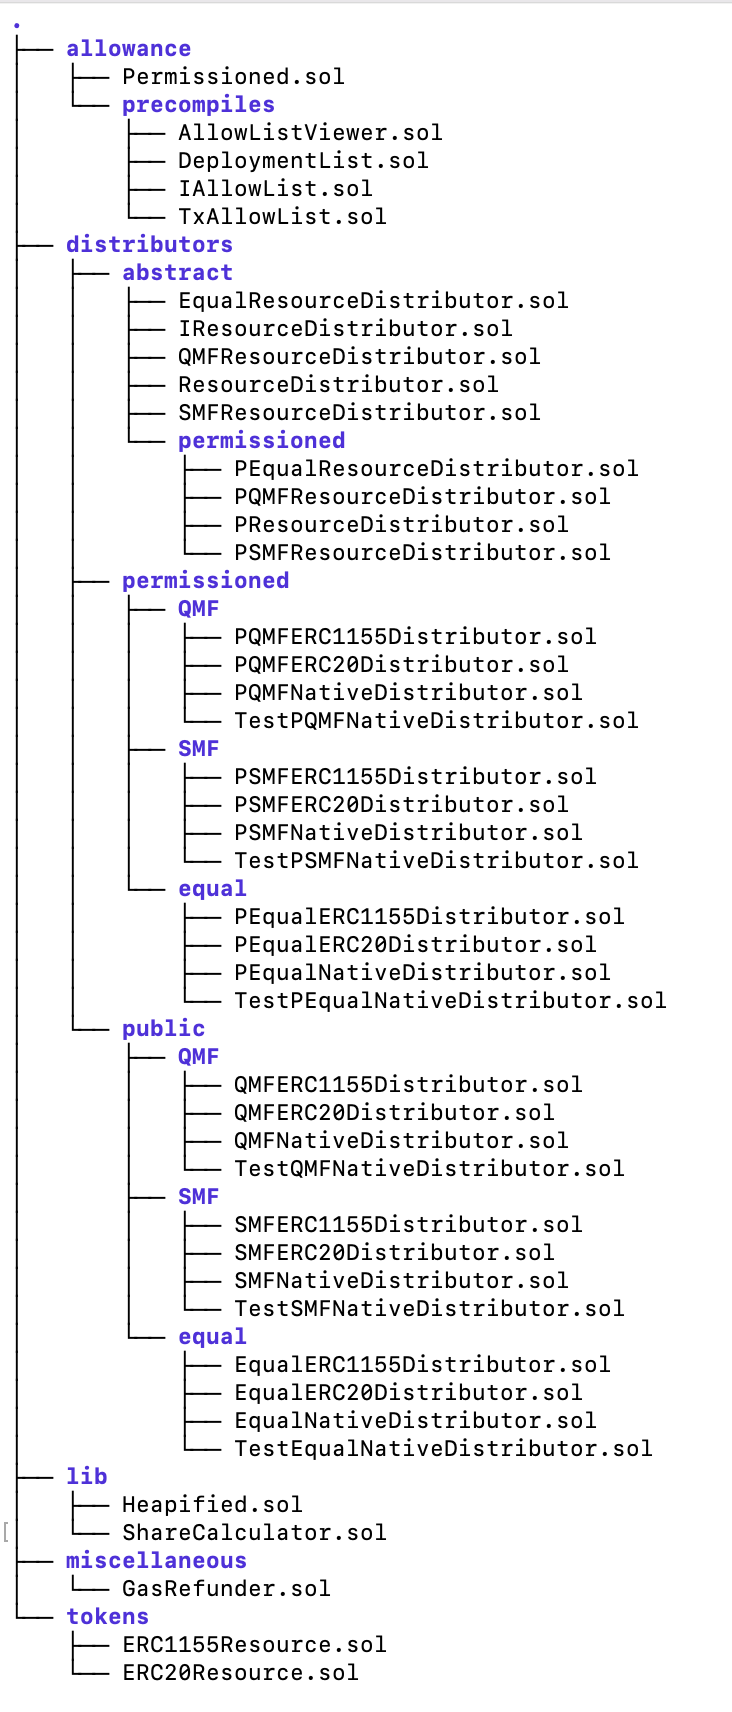 .
├── allowance
│   ├── Permissioned.sol
│   └── precompiles
│       ├── AllowListViewer.sol
│       ├── DeploymentList.sol
│       ├── IAllowList.sol
│       └── TxAllowList.sol
├── distributors
│   ├── abstract
│   │   ├── EqualResourceDistributor.sol
│   │   ├── IResourceDistributor.sol
│   │   ├── QMFResourceDistributor.sol
│   │   ├── ResourceDistributor.sol
│   │   ├── SMFResourceDistributor.sol
│   │   └── permissioned
│   │       ├── PEqualResourceDistributor.sol
│   │       ├── PQMFResourceDistributor.sol
│   │       ├── PResourceDistributor.sol
│   │       └── PSMFResourceDistributor.sol
│   ├── permissioned
│   │   ├── QMF
│   │   │   ├── PQMFERC1155Distributor.sol
│   │   │   ├── PQMFERC20Distributor.sol
│   │   │   ├── PQMFNativeDistributor.sol
│   │   │   └── TestPQMFNativeDistributor.sol
│   │   ├── SMF
│   │   │   ├── PSMFERC1155Distributor.sol
│   │   │   ├── PSMFERC20Distributor.sol
│   │   │   ├── PSMFNativeDistributor.sol
│   │   │   └── TestPSMFNativeDistributor.sol
│   │   └── equal
│   │       ├── PEqualERC1155Distributor.sol
│   │       ├── PEqualERC20Distributor.sol
│   │       ├── PEqualNativeDistributor.sol
│   │       └── TestPEqualNativeDistributor.sol
│   └── public
│       ├── QMF
│       │   ├── QMFERC1155Distributor.sol
│       │   ├── QMFERC20Distributor.sol
│       │   ├── QMFNativeDistributor.sol
│       │   └── TestQMFNativeDistributor.sol
│       ├── SMF
│       │   ├── SMFERC1155Distributor.sol
│       │   ├── SMFERC20Distributor.sol
│       │   ├── SMFNativeDistributor.sol
│       │   └── TestSMFNativeDistributor.sol
│       └── equal
│           ├── EqualERC1155Distributor.sol
│           ├── EqualERC20Distributor.sol
│           ├── EqualNativeDistributor.sol
│           └── TestEqualNativeDistributor.sol
├── lib
│   ├── Heapified.sol
[│   └── ShareCalculator.sol
├── miscellaneous
│   └── GasRefunder.sol
└── tokens
    ├── ERC1155Resource.sol
    └── ERC20Resource.sol